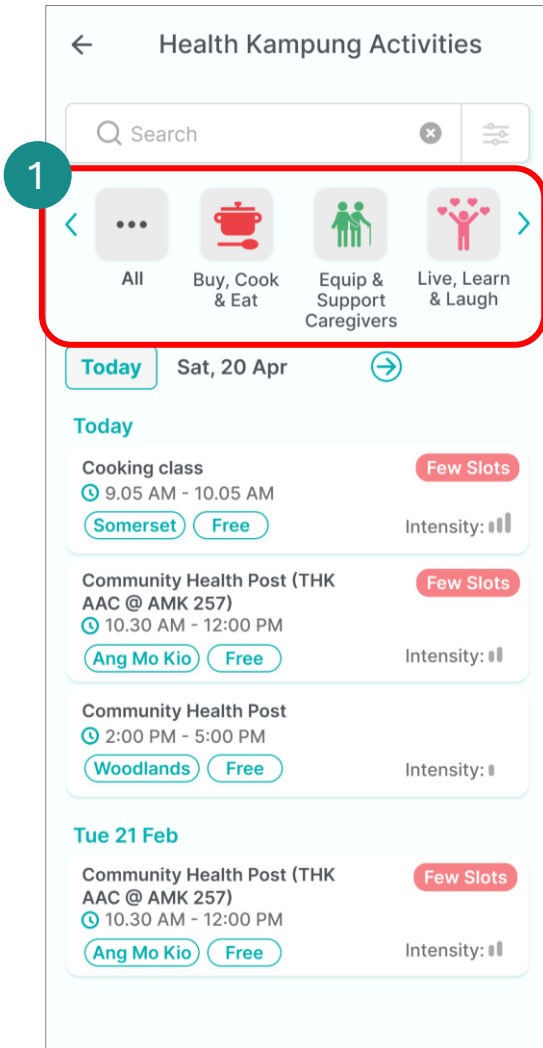 Health Kampung Activities
Search
1
All
Buy, Cook
& Eat
Equip &
Support
Caregivers
Live, Learn
& Laugh
Today
Sat, 20 Apr
Today
Cooking class
Few Slots
9.05 AM - 10.05 AM
Somerset Free
Intensity:
Community Health Post (THK
AAC @ AMK 257)
Few Slots
10.30 AM - 12:00 PM
Ang Mo Kio Free
Intensity:
Community Health Post
2:00 PM - 5:00 PM
Woodlands Free
Intensity:
Tue 21 Feb
Community Health Post (THK
AAC @ AMK 257)
Few Slots
10.30 AM - 12:00 PM
Ang Mo Kio Free
Intensity: